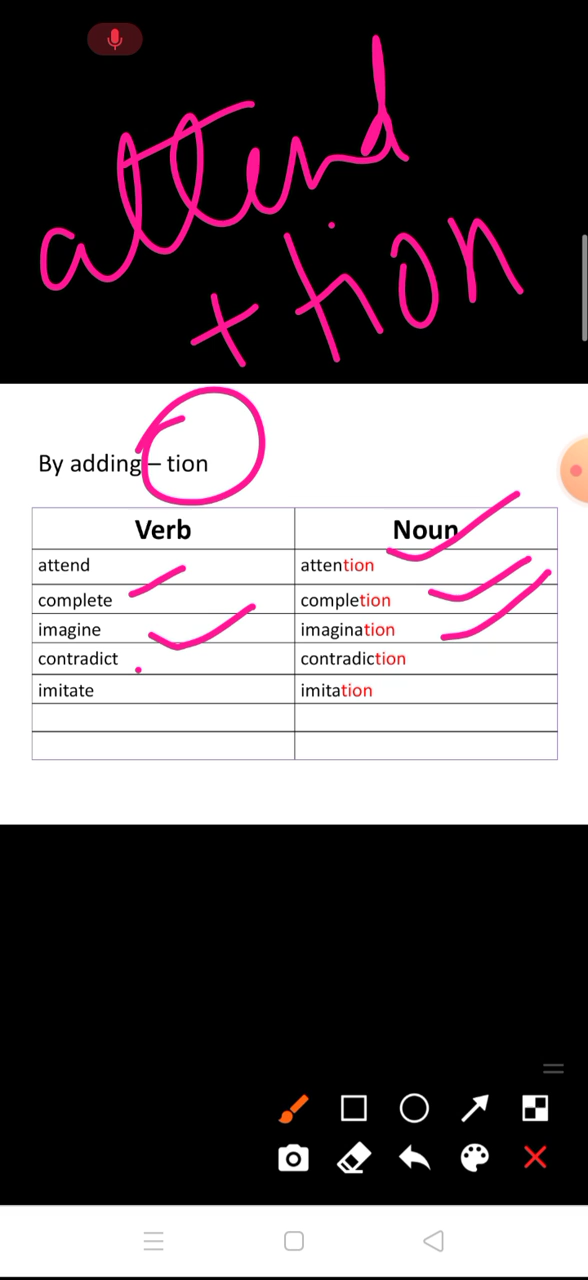 attend
+ tion
By adding – tion
Verb Noun
attend attention
complete completion
imagine imagination
contradict contradiction
imitate imitation